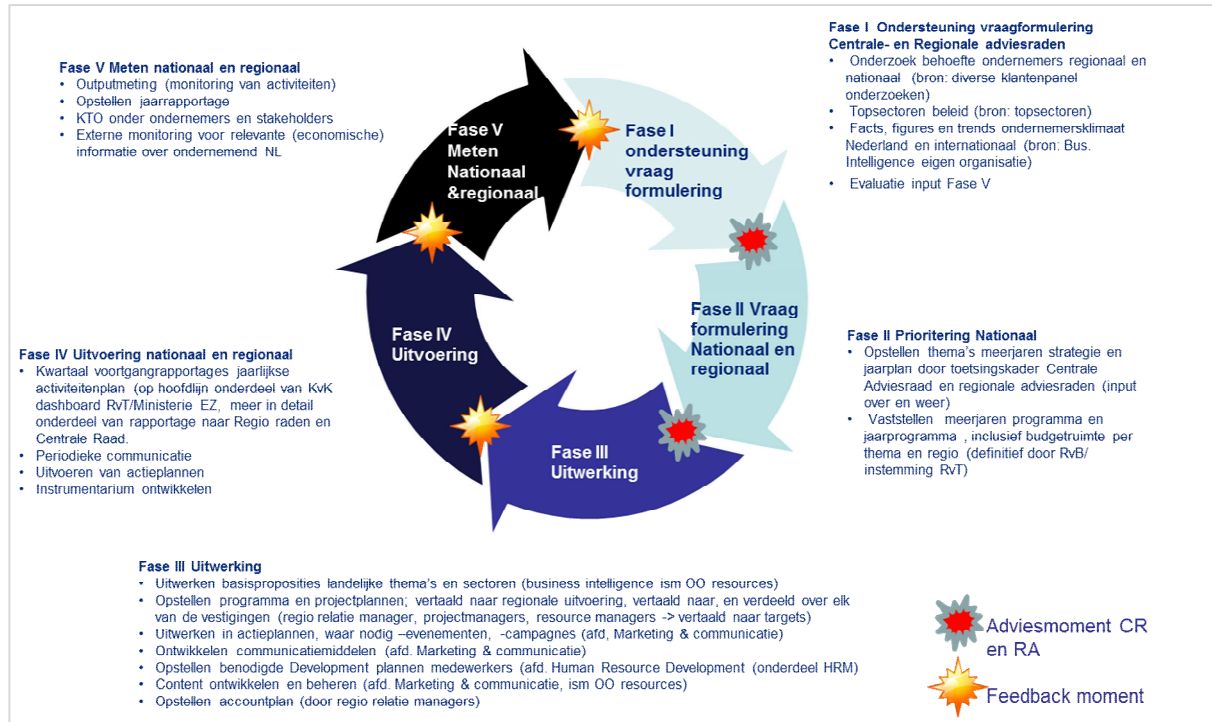 Fase I Ondersteuning vraagformulering
Centrale- en Regionale adviesraden
• Onderzoek behoefte ondernemers regionaal en
nationaal (bron: diverse klantenpanel
onderzoeken)
• Topsectoren beleid (bron: topsectoren)
• Facts, figures en trends ondernemersklimaat
Nederland en internationaal (bron: Bus.
Intelligence eigen organisatie)
• Evaluatie input Fase V
Fase V Meten nationaal en regionaal
• Outputmeting (monitoring van activiteiten)
• Opstellen jaarrapportage
• KTO onder ondernemers en stakeholders
• Externe monitoring voor relevante (economische)
informatie over ondernemend NL
Fase V
Meten
Nationaal
&regionaal
Fase I
ondersteuning
vraag
formulering
Fase II Vraag
formulering
Nationaal en
regionaal
Fase III
Uitwerking
Fase IV
Uitvoering
Fase II Prioritering Nationaal
• Opstellen thema's meerjaren strategie en
jaarplan door toetsingskader Centrale
Adviesraad en regionale adviesraden (input
over en weer)
• Vaststellen meerjaren programma en
jaarprogramma , inclusief budgetruimte per
thema en regio (definitief door RvB/
instemming RvT)
Fase IV Uitvoering nationaal en regionaal
• Kwartaal voortgangrapportages jaarlijkse
activiteitenplan (op hoofdlijn onderdeel van KvK
dashboard RvT/Ministerie EZ, meer in detail
onderdeel van rapportage naar Regio raden en
Centrale Raad.
• Periodieke communicatie
• Uitvoeren van actieplannen
• Instrumentarium ontwikkelen
Fase III Uitwerking
• Uitwerken basisproposities landelijke thema's en sectoren (business intelligence ism OO resources)
• Opstellen programma en projectplannen; vertaald naar regionale uitvoering, vertaald naar, en verdeeld over elk
van de vestigingen (regio relatie manager, projectmanagers, resource managers -> vertaald naar targets)
• Uitwerken in actieplannen, waar nodig –evenementen, -campagnes (afd, Marketing & communicatie)
• Ontwikkelen communicatiemiddelen (afd. Marketing & communicatie)
• Opstellen benodigde Development plannen medewerkers (afd. Human Resource Development (onderdeel HRM)
• Content ontwikkelen en beheren (afd. Marketing & communicatie, ism OO resources)
• Opstellen accountplan (door regio relatie managers)
Adviesmoment CR
en RA
Feedback moment